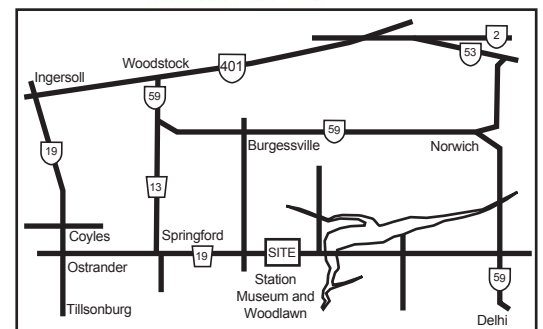 2
53
401
Woodstock
Ingersoll
59
59
Burgessville
Norwich
19
13
Coyles
Springford
19
SITE
Ostrander
Station
Museum and
Woodlawn
59
Tillsonburg
Delhi